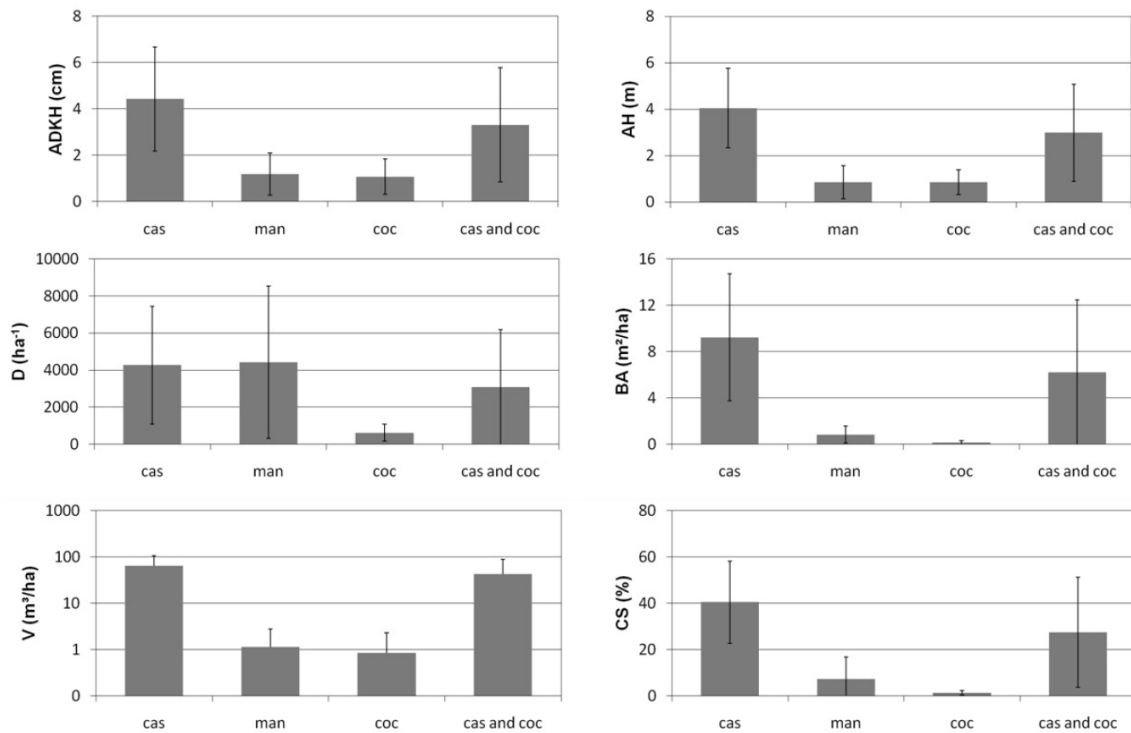 8
6
4
2
0
ADKH (cm)
cas man coc cas and coc
8
6
4
2
0
AH (m)
cas man coc cas and coc
10000
8000
6000
4000
2000
0
D (ha⁻¹)
cas man coc cas and coc
16
12
8
4
0
BA (m²/ha)
cas man coc cas and coc
1000
100
10
1
0
V (m³/ha)
cas man coc cas and coc
80
60
40
20
0
CS (%)
cas man coc cas and coc